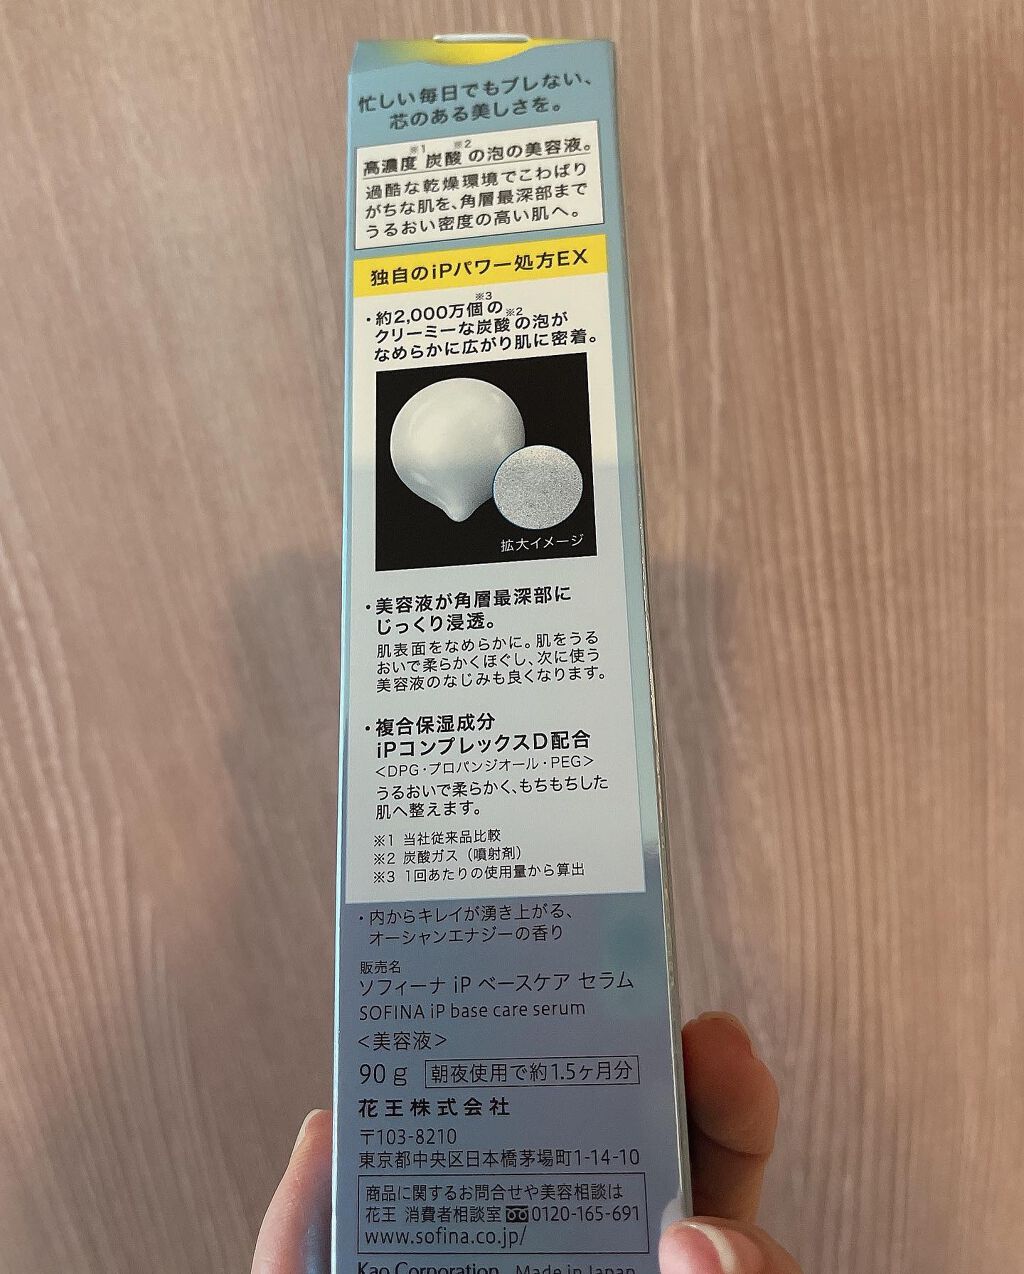 忙しい毎日でもブレない、
芯のある美しさを。
高濃度※1炭酸※2の泡の美容液。
過酷な乾燥環境でこわばり
がちな肌を、角層最深部まで
うるおい密度の高い肌へ。
独自のiPパワー処方EX
・約2,000万個※3の
クリーミーな炭酸※2の泡が
なめらかに広がり肌に密着。
拡大イメージ
・美容液が角層最深部に
じっくり浸透。
肌表面をなめらかに。肌をうる
おいで柔らかくほぐし、次に使う
美容液のなじみも良くなります。
・複合保湿成分
iPコンプレックスD配合
<DPG・プロパンジオール・PEG>
うるおいで柔らかく、もちもちした
肌へ整えます。
※1 当社従来品比較
※2 炭酸ガス（噴射剤）
※3 1回あたりの使用量から算出
・内からキレイが湧き上がる、
オーシャンエナジーの香り
販売名
ソフィーナ iP ベースケア セラム
SOFINA iP base care serum
<美容液>
90g 朝夜使用で約1.5ヶ月分
花王株式会社
〒103-8210
東京都中央区日本橋茅場町1-14-10
商品に関するお問合せや美容相談は
花王 消費者相談室 0120-165-691
www.sofina.co.jp/
Kao Corporation Made in Japan